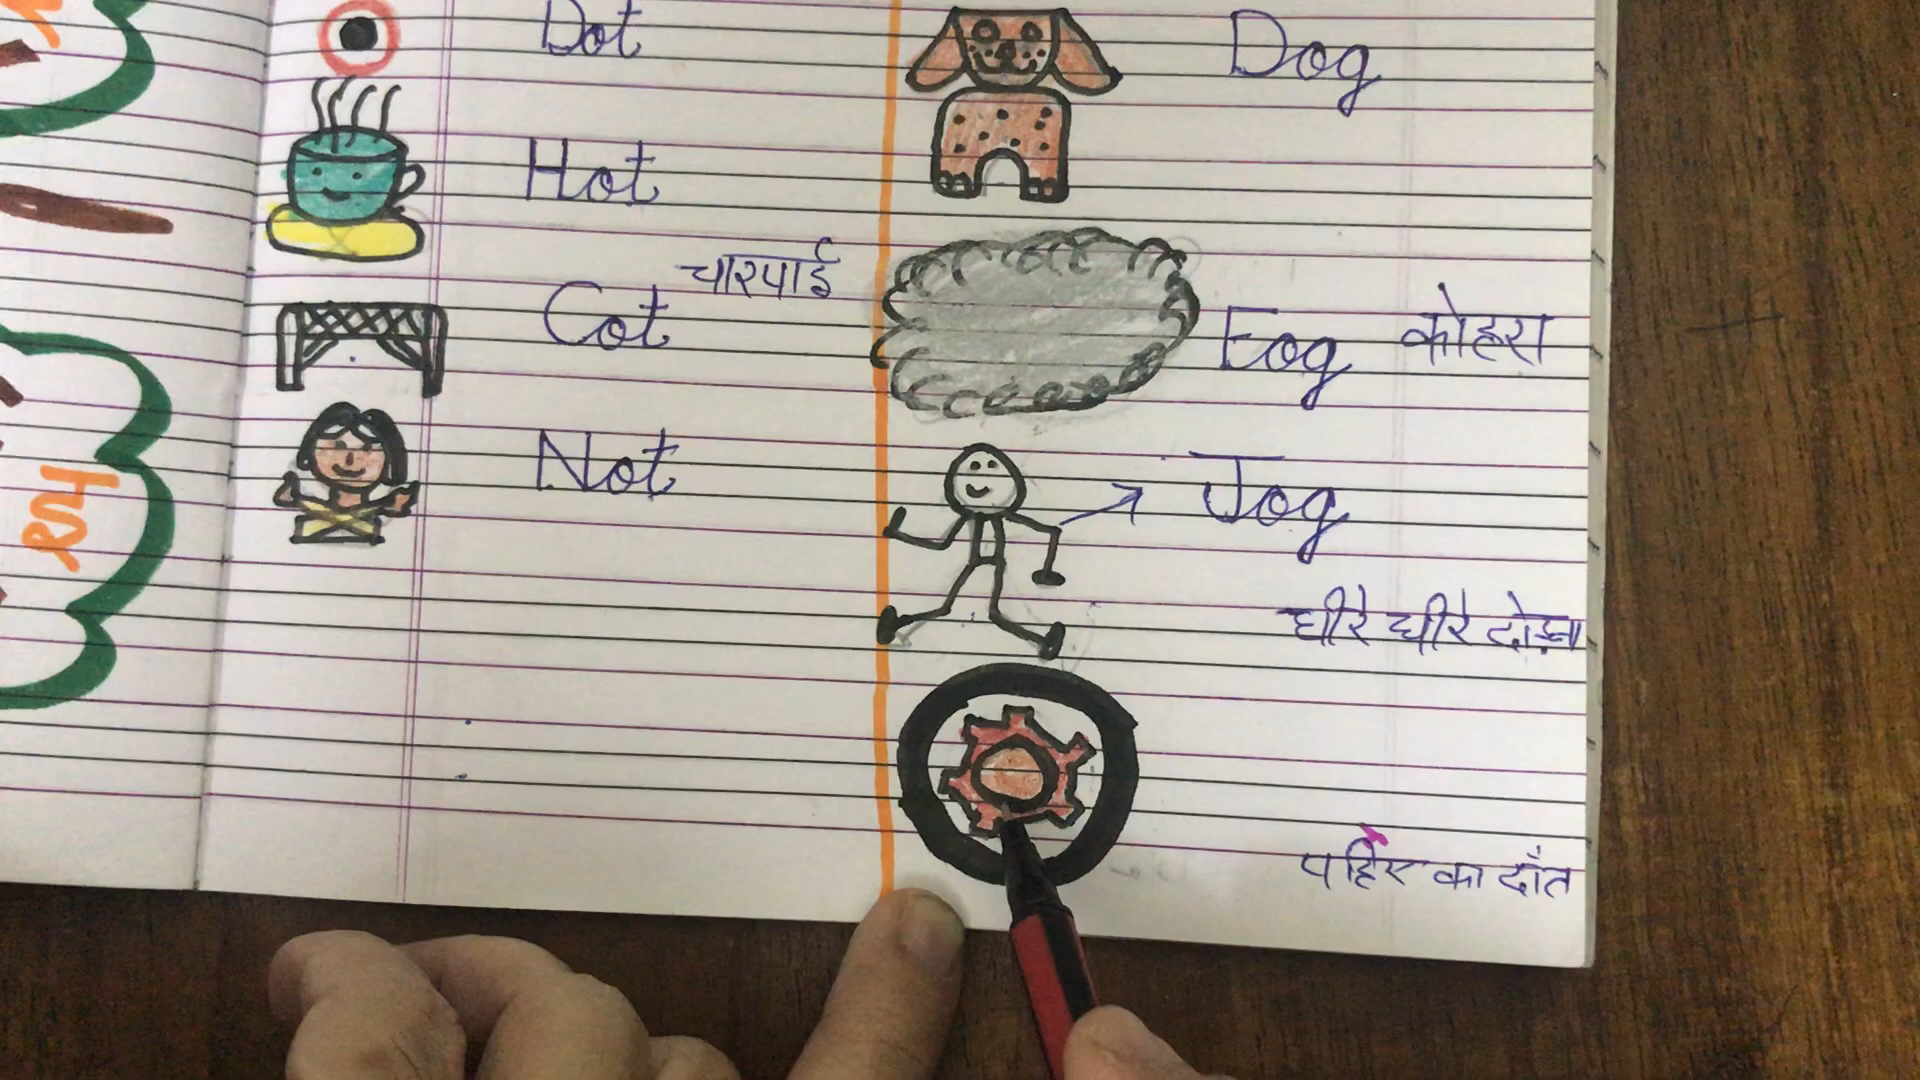 Dot
Hot
Cot चारपाई
Not
Dog
Fog कोहरा
Jog
धीरे धीरे दोड़ना
पहिए का दाँत